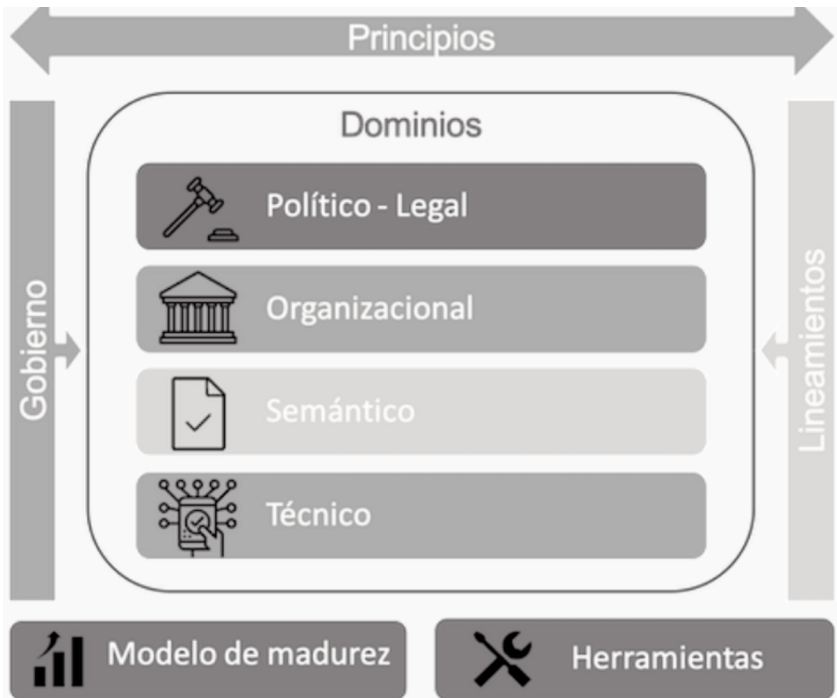 Principios
Dominios
Político - Legal
Organizacional
Semántico
Técnico
Gobierno
Lineamientos
Modelo de madurez
Herramientas